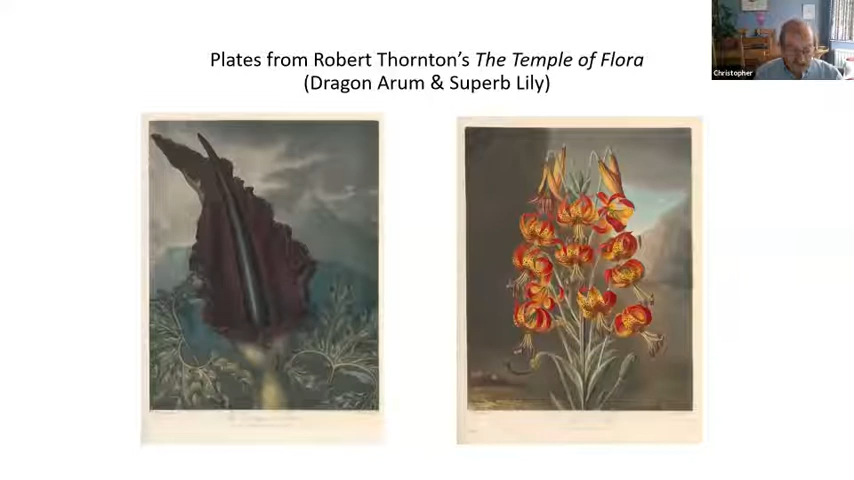 Plates from Robert Thornton’s The Temple of Flora
(Dragon Arum & Superb Lily)
Christopher